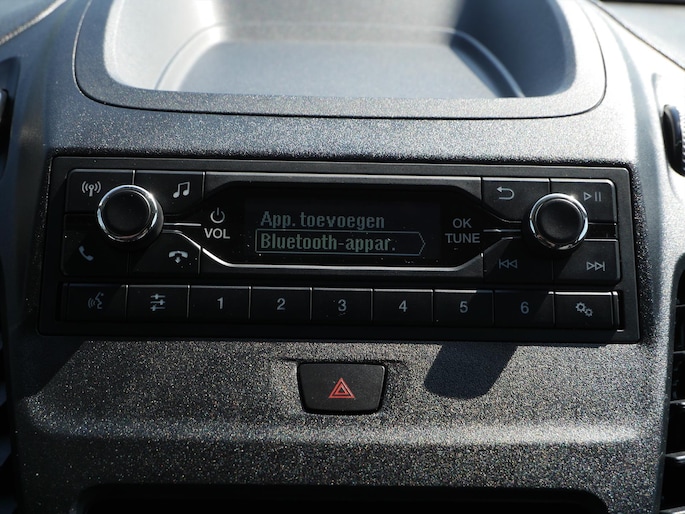 App. toevoegen
Bluetooth-appar.
VOL
OK
TUNE
1 2 3 4 5 6